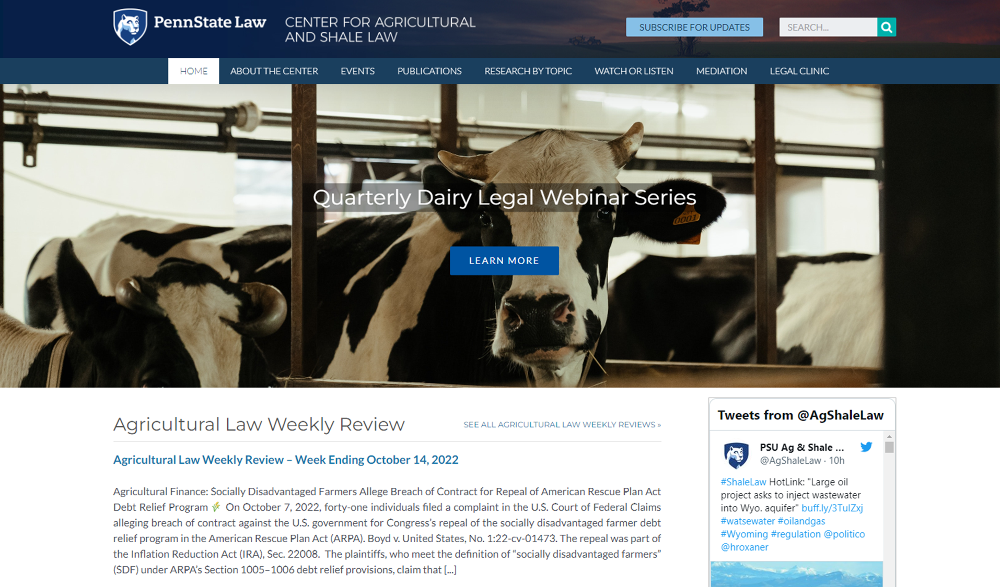 PennState Law
CENTER FOR AGRICULTURAL
AND SHALE LAW
SUBSCRIBE FOR UPDATES
SEARCH...
HOME
ABOUT THE CENTER
EVENTS
PUBLICATIONS
RESEARCH BY TOPIC
WATCH OR LISTEN
MEDIATION
LEGAL CLINIC
Quarterly Dairy Legal Webinar Series
0001
LEARN MORE
Agricultural Law Weekly Review
SEE ALL AGRICULTURAL LAW WEEKLY REVIEWS »
Agricultural Law Weekly Review – Week Ending October 14, 2022
Agricultural Finance: Socially Disadvantaged Farmers Allege Breach of Contract for Repeal of American Rescue Plan Act
Debt Relief Program 🌾 On October 7, 2022, forty-one individuals filed a complaint in the U.S. Court of Federal Claims
alleging breach of contract against the U.S. government for Congress’s repeal of the socially disadvantaged farmer debt
relief program in the American Rescue Plan Act (ARPA). Boyd v. United States, No. 1:22-cv-01473. The repeal was part of
the Inflation Reduction Act (IRA), Sec. 22008.  The plaintiffs, who meet the definition of “socially disadvantaged farmers”
(SDF) under ARPA’s Section 1005–1006 debt relief provisions, claim that [...]
Tweets from @AgShaleLaw
PSU Ag & Shale ...
@AgShaleLaw · 10h
#ShaleLaw HotLink: "Large oil
project asks to inject wastewater
into Wyo. aquifer" buff.ly/3TulZxj
#watsewater #oilandgas
#Wyoming #regulation @politico
@hroxaner